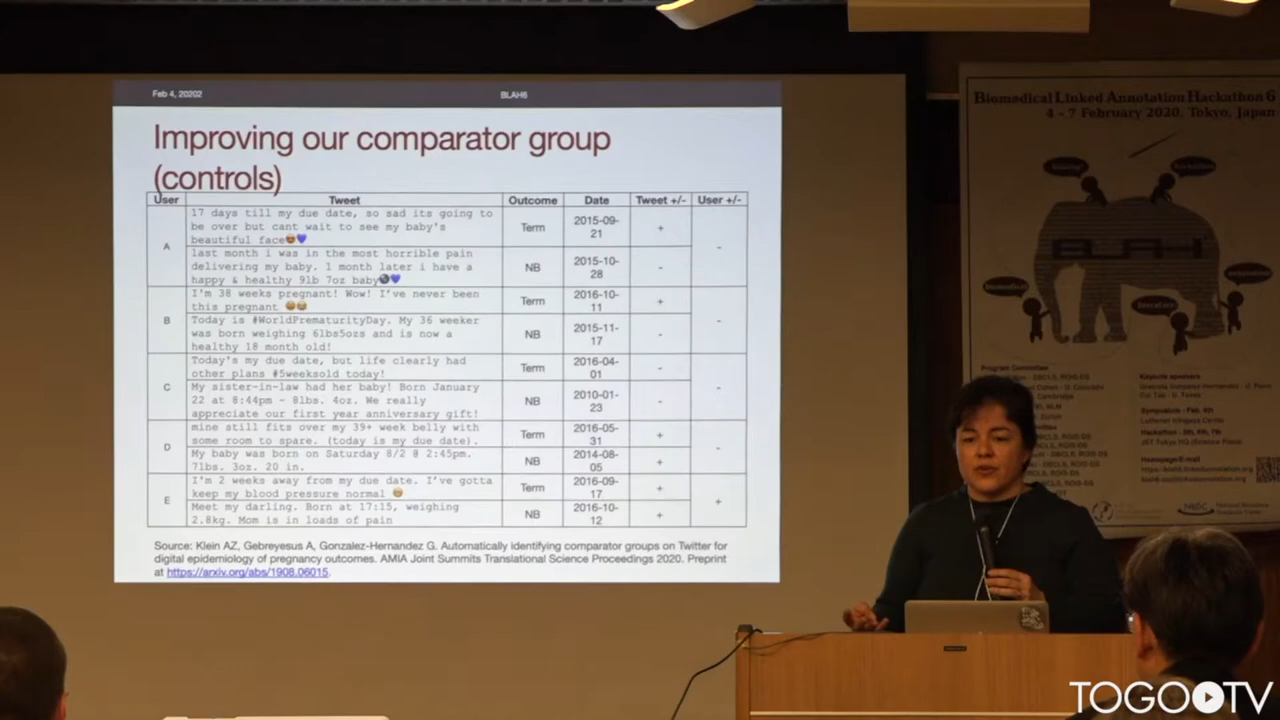 Feb 4, 20202
BLAH6
Improving our comparator group
(controls)
User Tweet Outcome Date Tweet +/- User +/-
A
17 days till my due date, so sad its going to
be over but cant wait to see my baby's
beautiful face😍💜
Term
2015-09-
21
+
-
last month i was in the most horrible pain
delivering my baby. 1 month later i have a
happy & healthy 9lb 7oz baby
NB
2015-10-
28
-
B
I'm 38 weeks pregnant! Wow! I've never been
this pregnant
Term
2016-10-
11
+
-
Today is #WorldPrematurityDay. My 36 weeker
was born weighing 6lbs5ozs and is now a
healthy 18 month old!
NB
2015-11-
17
-
C
Today's my due date, but life clearly had
other plans #5weeksold today!
Term
2016-04-
01
-
-
My sister-in-law had her baby! Born January
22 at 8:44pm - 8lbs. 4oz. We really
appreciate our first year anniversary gift!
NB
2010-01-
23
-
D
mine still fits over my 39+ week belly with
some room to spare. (today is my due date).
Term
2016-05-
31
+
-
My baby was born on Saturday 8/2 @ 2:45pm.
7lbs. 3oz. 20 in.
NB
2014-08-
05
+
E
I'm 2 weeks away from my due date. I've gotta
keep my blood pressure normal
Term
2016-09-
17
+
+
Meet my darling. Born at 17:15, weighing
2.8kg. Mom is in loads of pain
NB
2016-10-
12
+
Source: Klein AZ, Gebreyesus A, Gonzalez-Hernandez G. Automatically identifying comparator groups on Twitter for
digital epidemiology of pregnancy outcomes. AMIA Joint Summits Translational Science Proceedings 2020. Preprint
at https://arxiv.org/abs/1908.06015.
Biomedical Linked Annotation Hackathon 6
4 - 7 February 2020, Tokyo, Japan
BLAH
Program Committee
Keynote speakers
TOGOTV